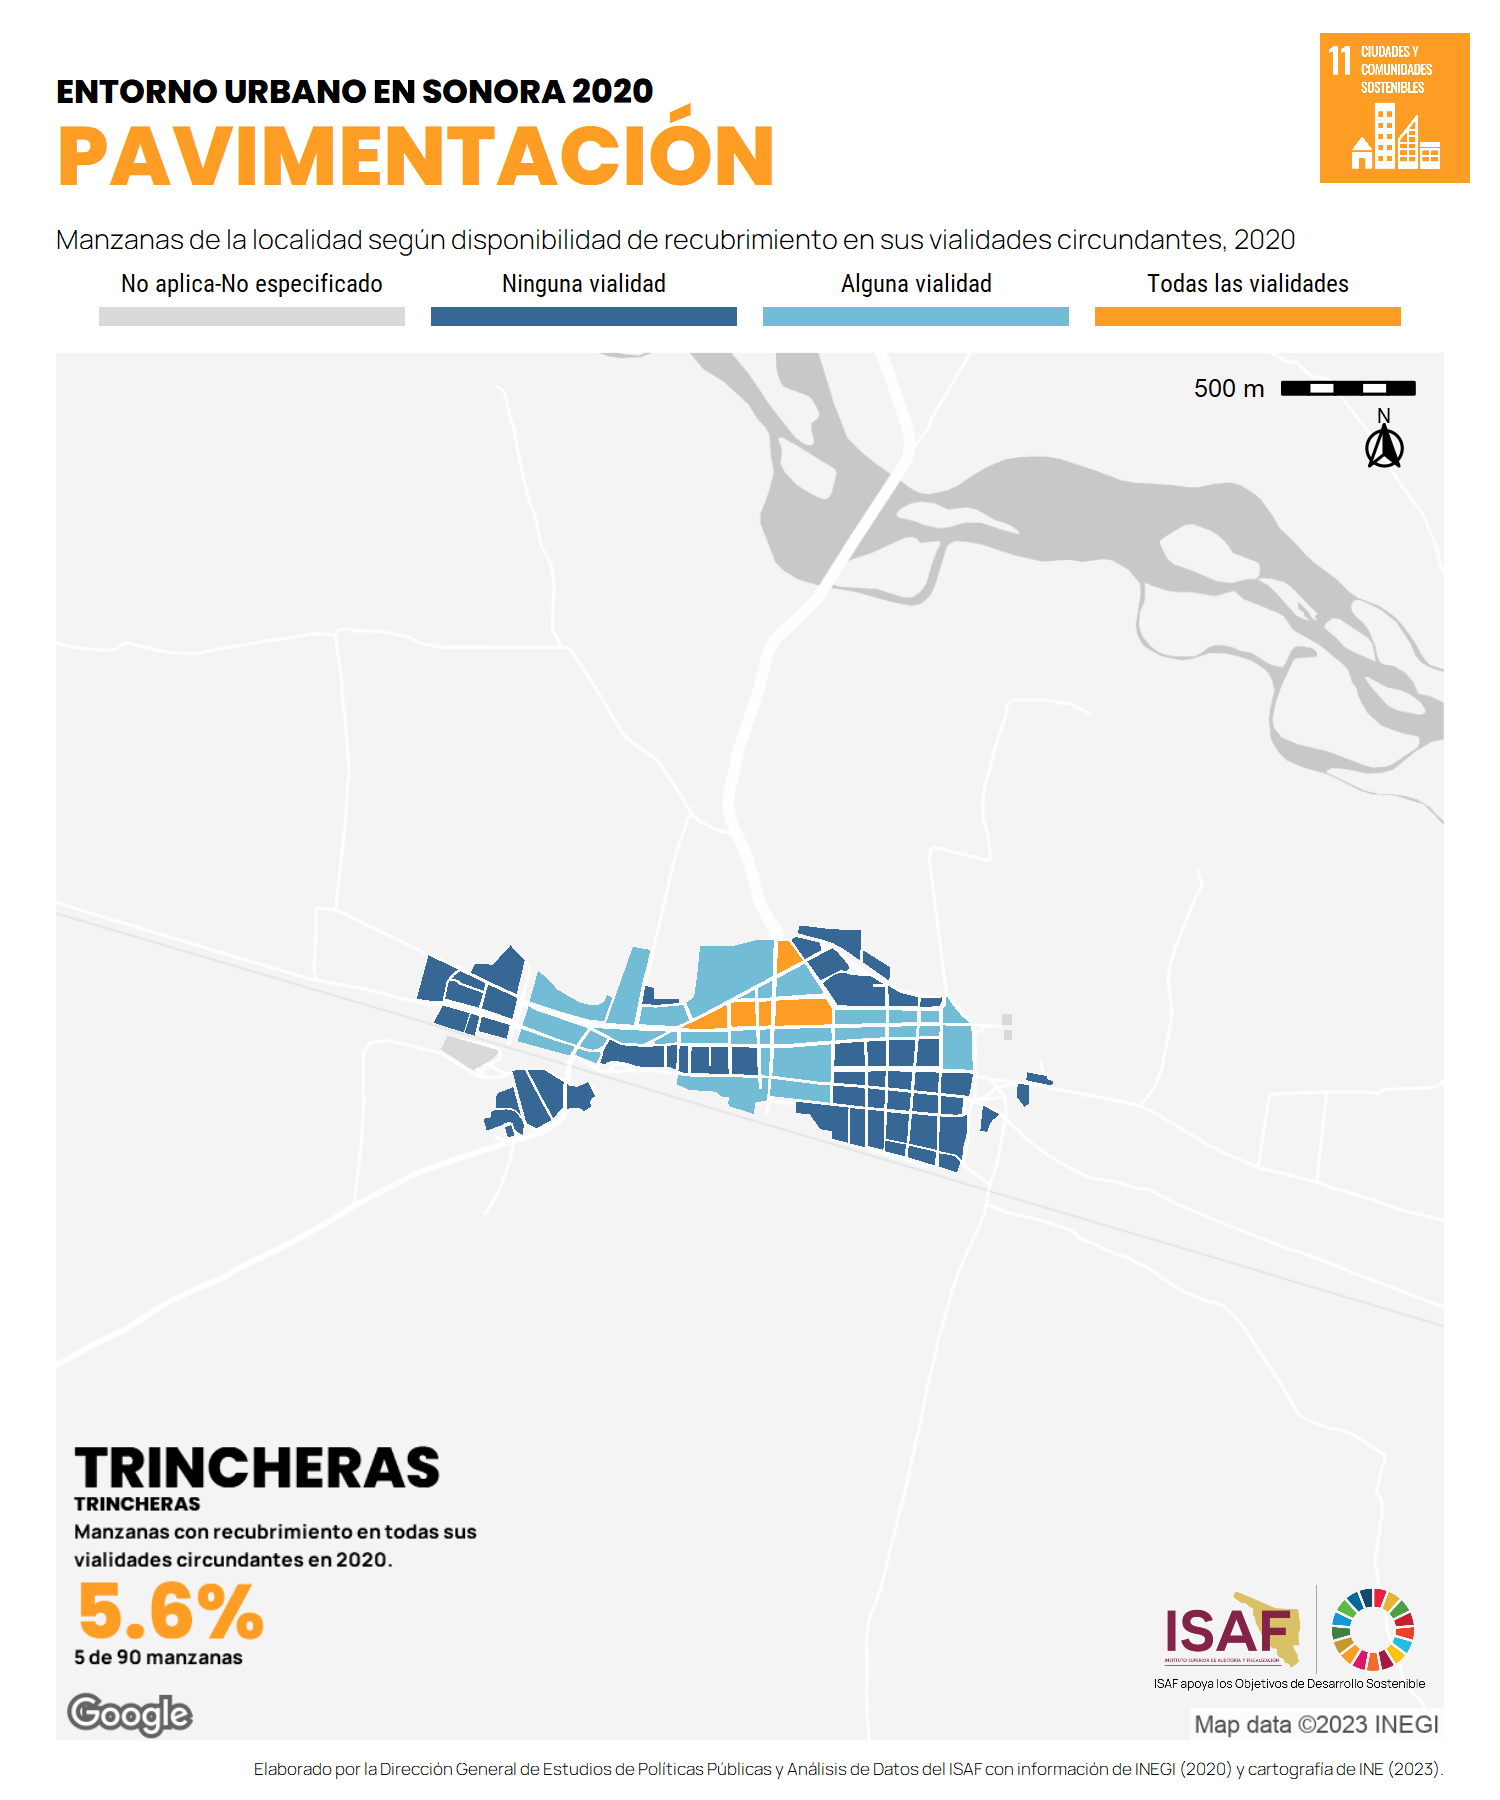 ENTORNO URBANO EN SONORA 2020
PAVIMENTACIÓN
11 CIUDADES Y
COMUNIDADES
SOSTENIBLES
Manzanas de la localidad según disponibilidad de recubrimiento en sus vialidades circundantes, 2020
No aplica-No especificado
Ninguna vialidad
Alguna vialidad
Todas las vialidades
500 m
N
TRINCHERAS
TRINCHERAS
Manzanas con recubrimiento en todas sus
vialidades circundantes en 2020.
5.6%
5 de 90 manzanas
Google
ISAF
INSTITUTO SUPERIOR DE AUDITORÍA Y FISCALIZACIÓN
ISAF apoya los Objetivos de Desarrollo Sostenible
Map data ©2023 INEGI
Elaborado por la Dirección General de Estudios de Políticas Públicas y Análisis de Datos del ISAF con información de INEGI (2020) y cartografía de INE (2023).